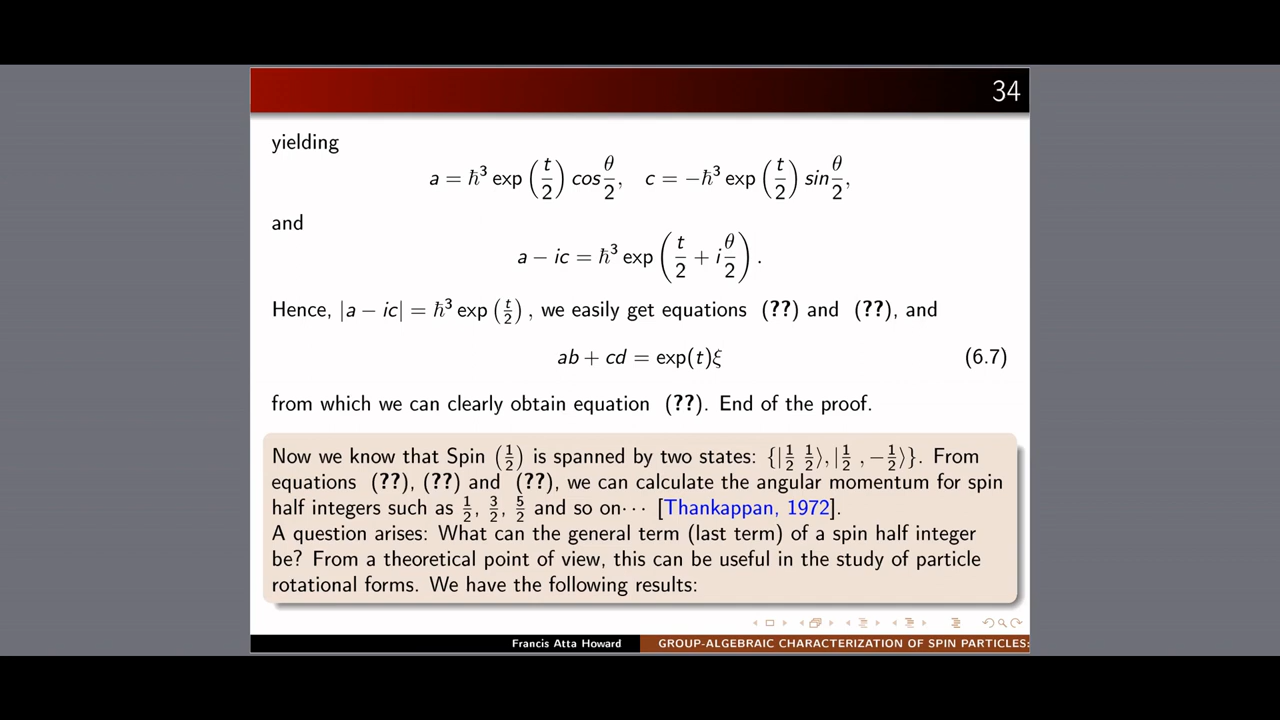 34
yielding
a = ℏ³ exp (t/2) cos θ/2, c = −ℏ³ exp (t/2) sin θ/2,
and
a − ic = ℏ³ exp (t/2 + i θ/2) .
Hence, |a − ic| = ℏ³ exp (t/2) , we easily get equations (??) and (??), and
ab + cd = exp(t)ξ (6.7)
from which we can clearly obtain equation (??). End of the proof.
Now we know that Spin (1/2) is spanned by two states: {|1/2 1/2⟩, |1/2 , −1/2⟩}. From
equations (??), (??) and (??), we can calculate the angular momentum for spin
half integers such as 1/2, 3/2, 5/2 and so on··· [Thankappan, 1972].
A question arises: What can the general term (last term) of a spin half integer
be? From a theoretical point of view, this can be useful in the study of particle
rotational forms. We have the following results:
Francis Atta Howard GROUP-ALGEBRAIC CHARACTERIZATION OF SPIN PARTICLES: